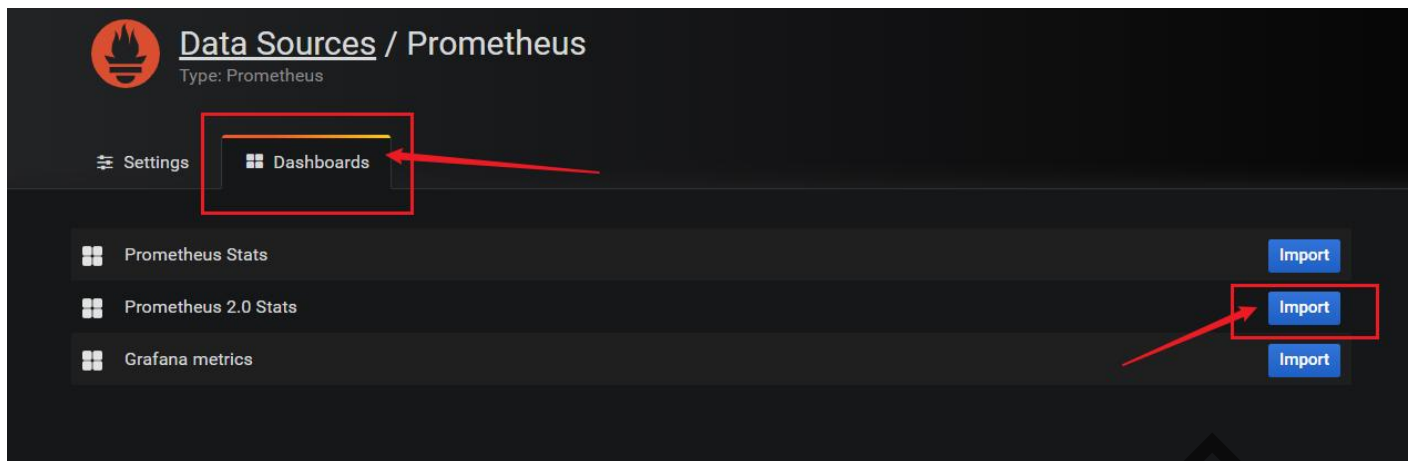 Data Sources / Prometheus
Type: Prometheus
Settings Dashboards
Prometheus Stats Import
Prometheus 2.0 Stats Import
Grafana metrics Import